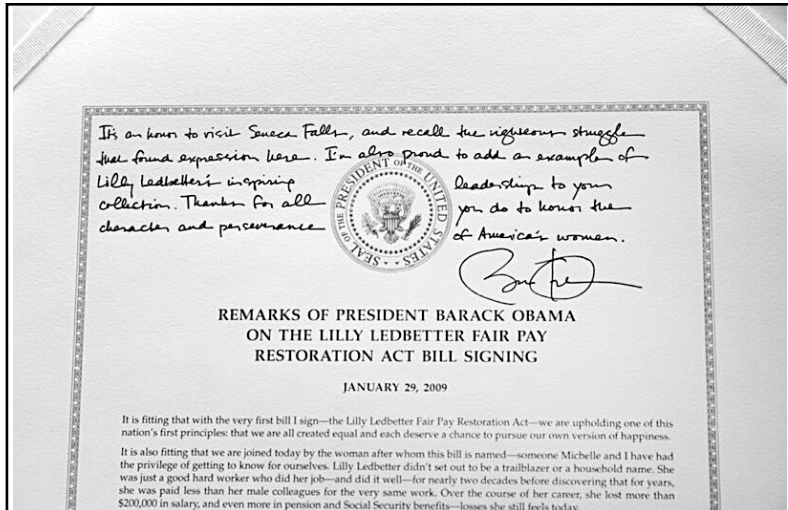 It's an honor to visit Seneca Falls, and recall the righteous struggle
that found expression here. I'm also proud to add an example of
Lilly Ledbetter's inspiring leadership to your
collection. Thanks for all you do to honor the
character and perseverance of America's women.
SEAL OF THE PRESIDENT OF THE UNITED STATES
REMARKS OF PRESIDENT BARACK OBAMA
ON THE LILLY LEDBETTER FAIR PAY
RESTORATION ACT BILL SIGNING
JANUARY 29, 2009
It is fitting that with the very first bill I sign—the Lilly Ledbetter Fair Pay Restoration Act—we are upholding one of this
nation's first principles: that we are all created equal and each deserve a chance to pursue our own version of happiness.
It is also fitting that we are joined today by the woman after whom this bill is named—someone Michelle and I have had
the privilege of getting to know for ourselves. Lilly Ledbetter didn't set out to be a trailblazer or a household name. She
was just a good hard worker who did her job—and did it well—for nearly two decades before discovering that for years,
she was paid less than her male colleagues for the very same work. Over the course of her career, she lost more than
$200,000 in salary, and even more in pension and Social Security benefits—losses she still feels today.